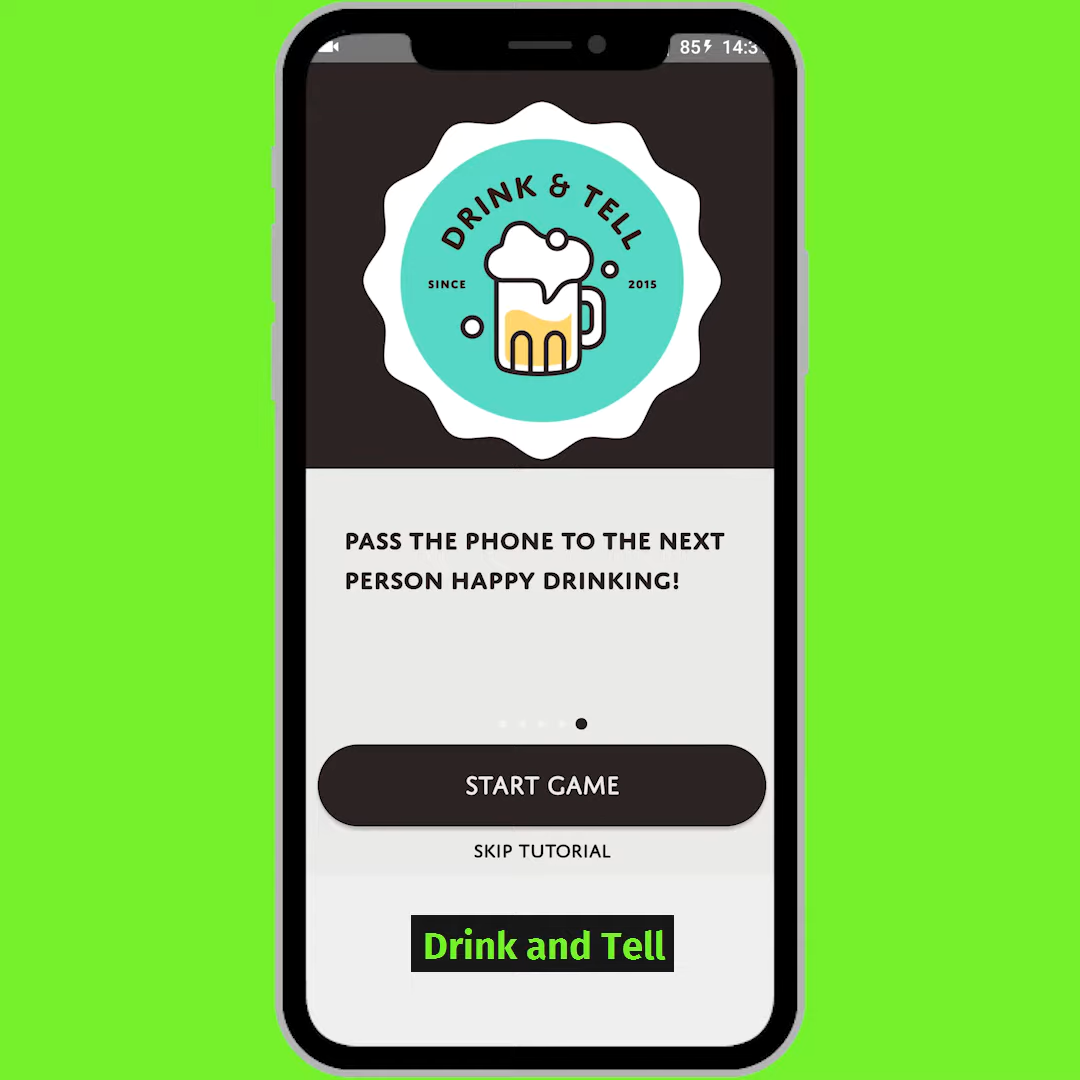 85 14:3
DRINK & TELL
SINCE 2015
PASS THE PHONE TO THE NEXT
PERSON HAPPY DRINKING!
START GAME
SKIP TUTORIAL
Drink and Tell